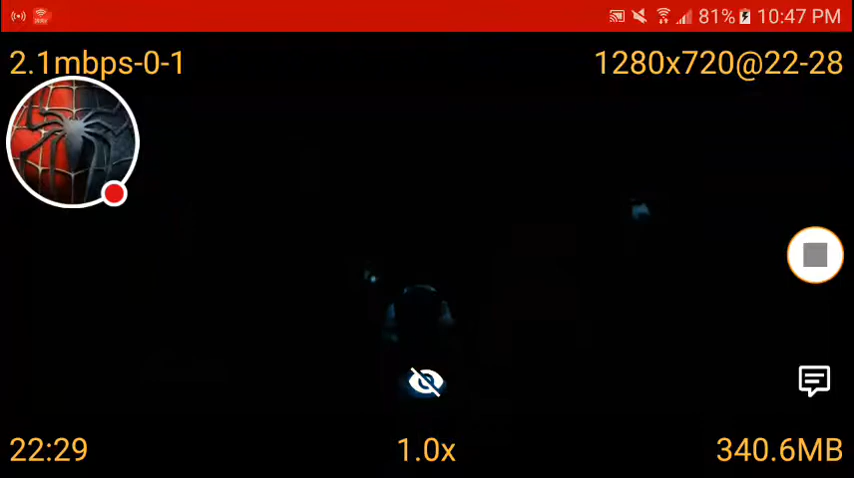 81% 10:47 PM
2.1mbps-0-1
1280x720@22-28
22:29
1.0x
340.6MB